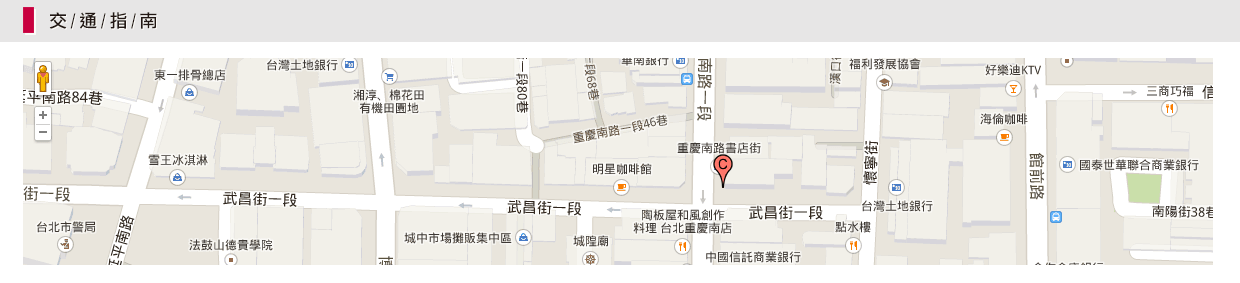 交/通/指/南
東一排骨總店
台灣土地銀行
湘淳、棉花田
有機田園地
平南路84巷
雪王冰淇淋
街一段
武昌街一段
台北市警局
法鼓山德貴學院
平南路
一段80巷
一段68巷
重慶南路一段46巷
明星咖啡館
武昌街一段
城中市場攤販集中區
城隍廟
華南銀行
南路一段
重慶南路書店街
C
陶板屋和風創作
料理 台北重慶南店
中國信託商業銀行
武昌街一段
福利發展協會
漢口
懷寧街
台灣土地銀行
點水樓
好樂迪KTV
海倫咖啡
館前路
三商巧福
信
國泰世華聯合商業銀行
南陽街38巷